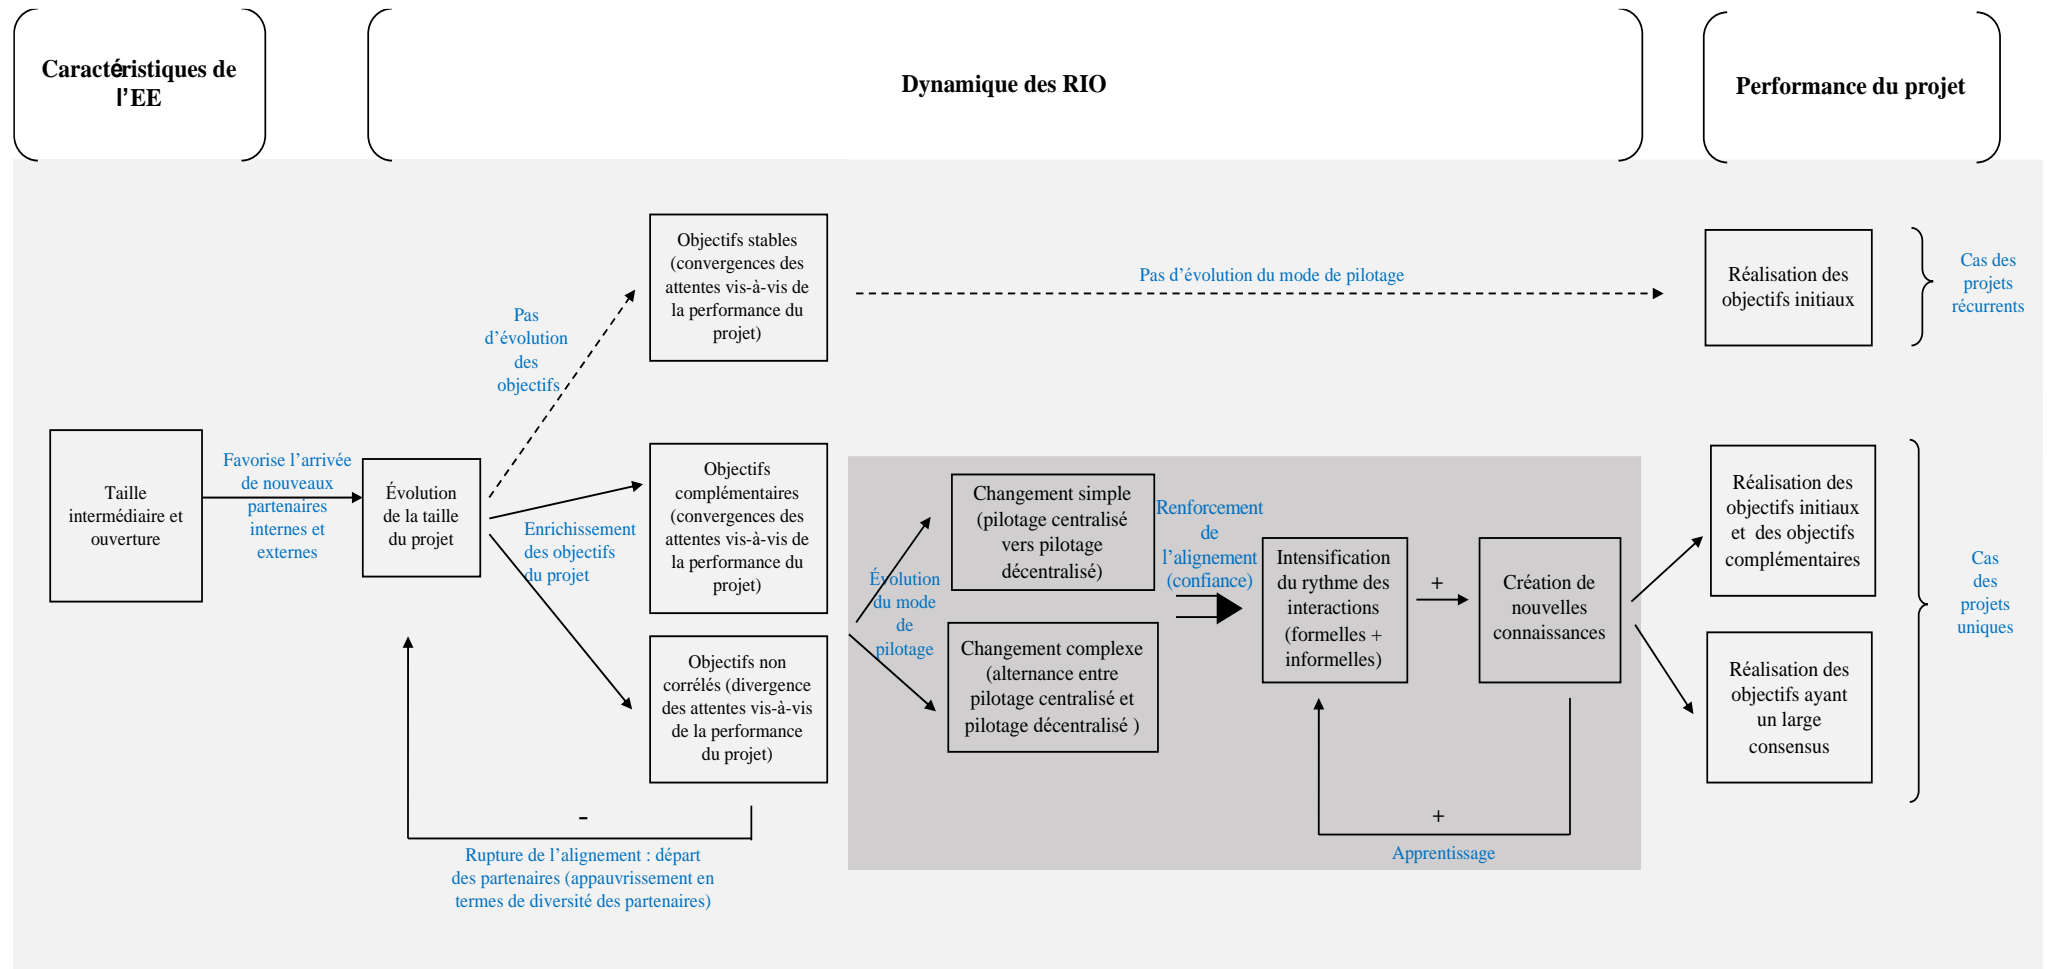 Caractéristiques de
l’EE
Dynamique des RIO
Performance du projet
Objectifs stables
(convergences des
attentes vis-à-vis de
la performance du
projet)
Pas d’évolution du mode de pilotage
Réalisation des
objectifs initiaux
Cas des
projets
récurrents
Pas
d’évolution
des
objectifs
Taille
intermédiaire et
ouverture
Favorise l’arrivée
de nouveaux
partenaires
internes et
externes
Évolution
de la taille
du projet
Enrichissement
des objectifs
du projet
Objectifs
complémentaires
(convergences des
attentes vis-à-vis de
la performance du
projet)
Objectifs non
corrélés (divergence
des attentes vis-à-vis
de la performance
du projet)
-
Rupture de l’alignement : départ
des partenaires (appauvrissement en
termes de diversité des partenaires)
Évolution
du mode
de
pilotage
Changement simple
(pilotage centralisé
vers pilotage
décentralisé)
Changement complexe
(alternance entre
pilotage centralisé et
pilotage décentralisé )
Renforcement
de
l’alignement
(confiance)
Intensification
du rythme des
interactions
(formelles +
informelles)
+
Création de
nouvelles
connaissances
+
Apprentissage
Réalisation des
objectifs initiaux
et des objectifs
complémentaires
Réalisation des
objectifs ayant
un large
consensus
Cas
des
projets
uniques